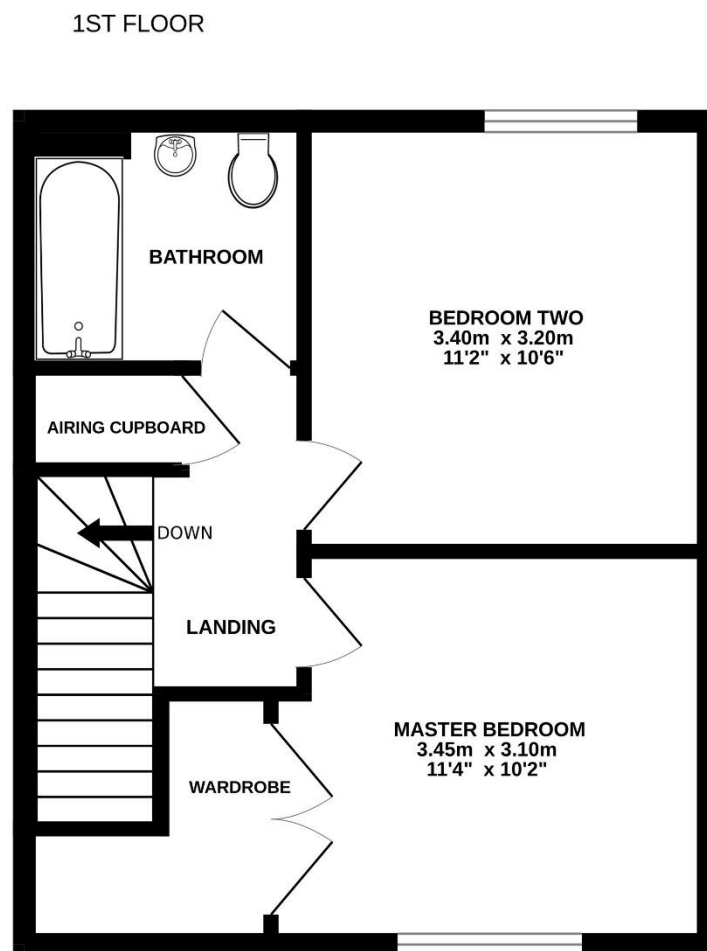 1ST FLOOR
BATHROOM
BEDROOM TWO
3.40m x 3.20m
11'2" x 10'6"
AIRING CUPBOARD
DOWN
LANDING
MASTER BEDROOM
3.45m x 3.10m
11'4" x 10'2"
WARDROBE